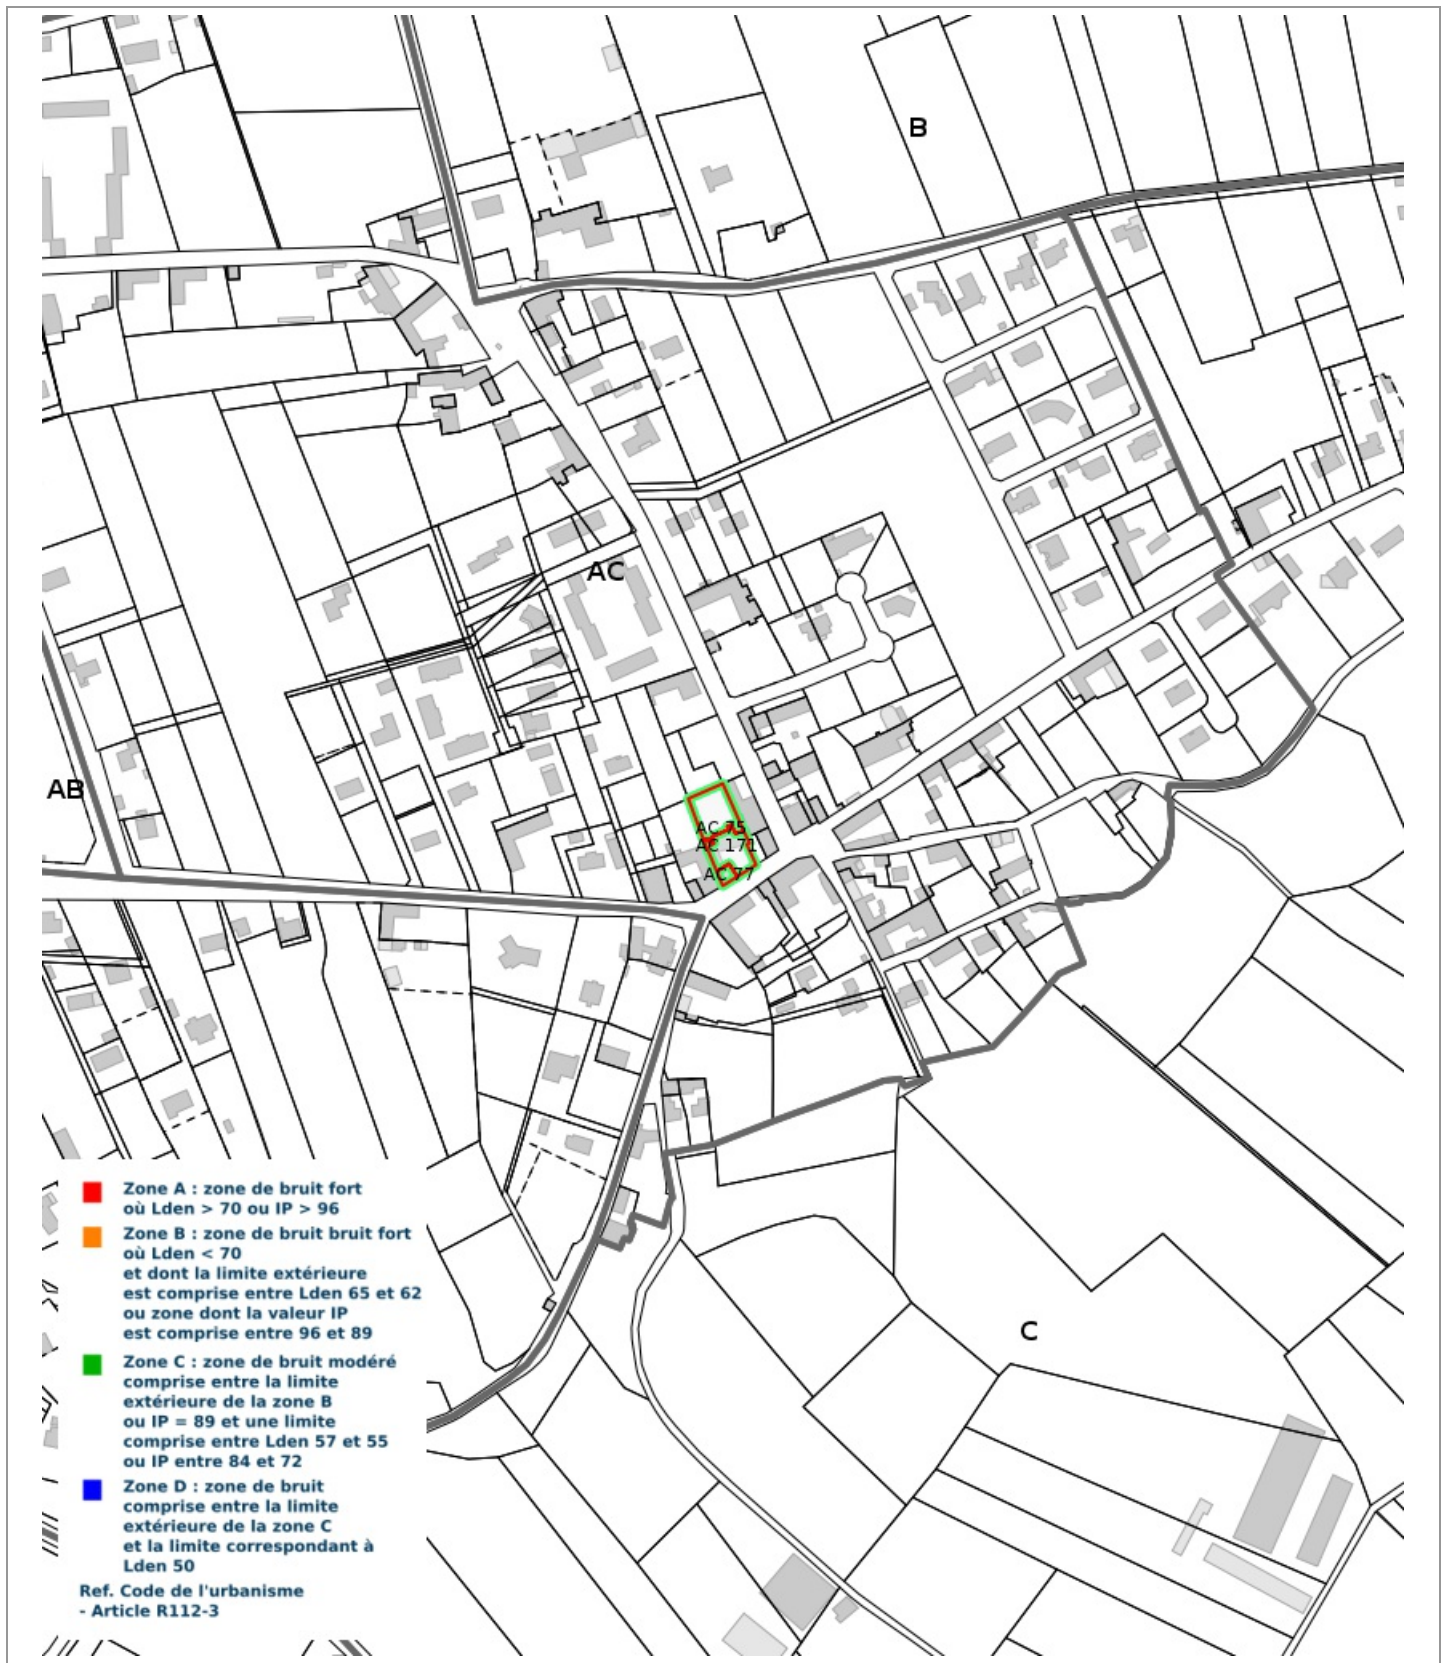 B
AC
AB
AC 75
AC 171
AC 77
C
Zone A : zone de bruit fort
où Lden > 70 ou IP > 96
Zone B : zone de bruit bruit fort
où Lden < 70
et dont la limite extérieure
est comprise entre Lden 65 et 62
ou zone dont la valeur IP
est comprise entre 96 et 89
Zone C : zone de bruit modéré
comprise entre la limite
extérieure de la zone B
ou IP = 89 et une limite
comprise entre Lden 57 et 55
ou IP entre 84 et 72
Zone D : zone de bruit
comprise entre la limite
extérieure de la zone C
et la limite correspondant à
Lden 50
Ref. Code de l'urbanisme
- Article R112-3